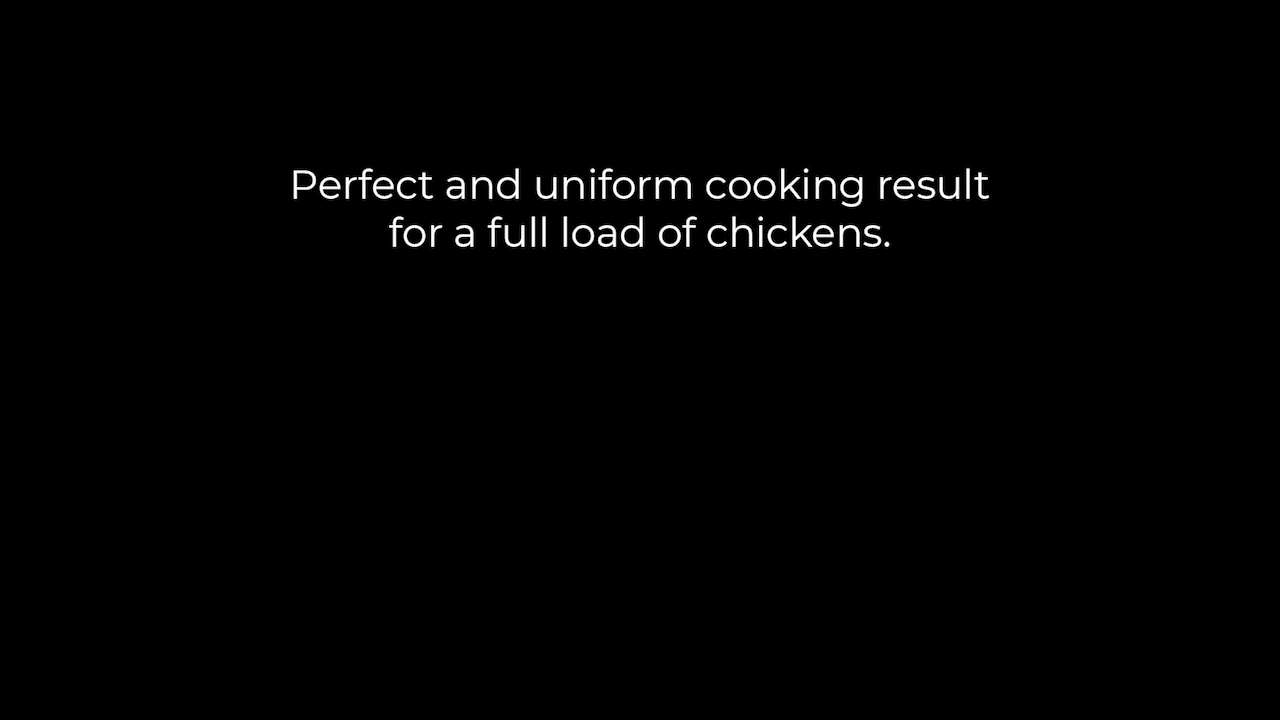 Perfect and uniform cooking result
for a full load of chickens.